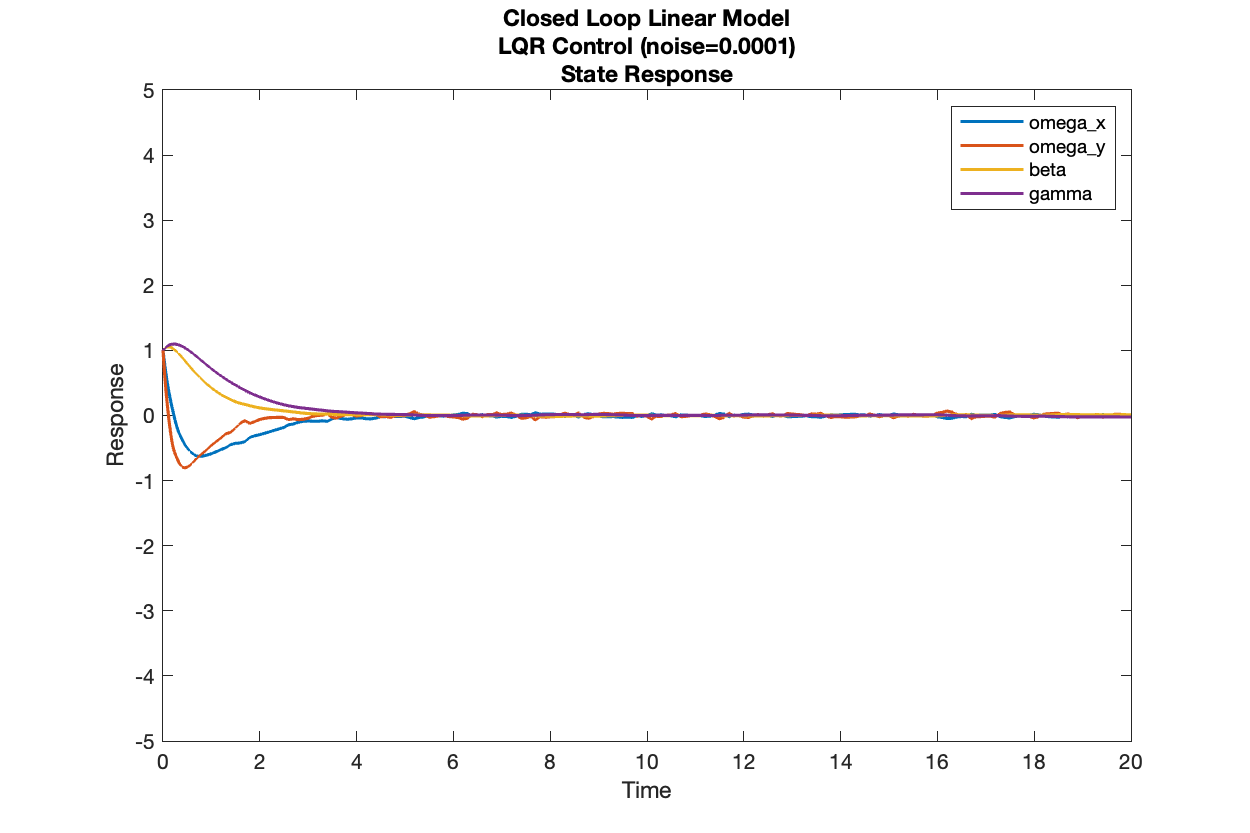 Closed Loop Linear Model
LQR Control (noise=0.0001)
State Response
5
4
3
2
1
0
-1
-2
-3
-4
-5
Response
omega_x
omega_y
beta
gamma
0 2 4 6 8 10 12 14 16 18 20
Time